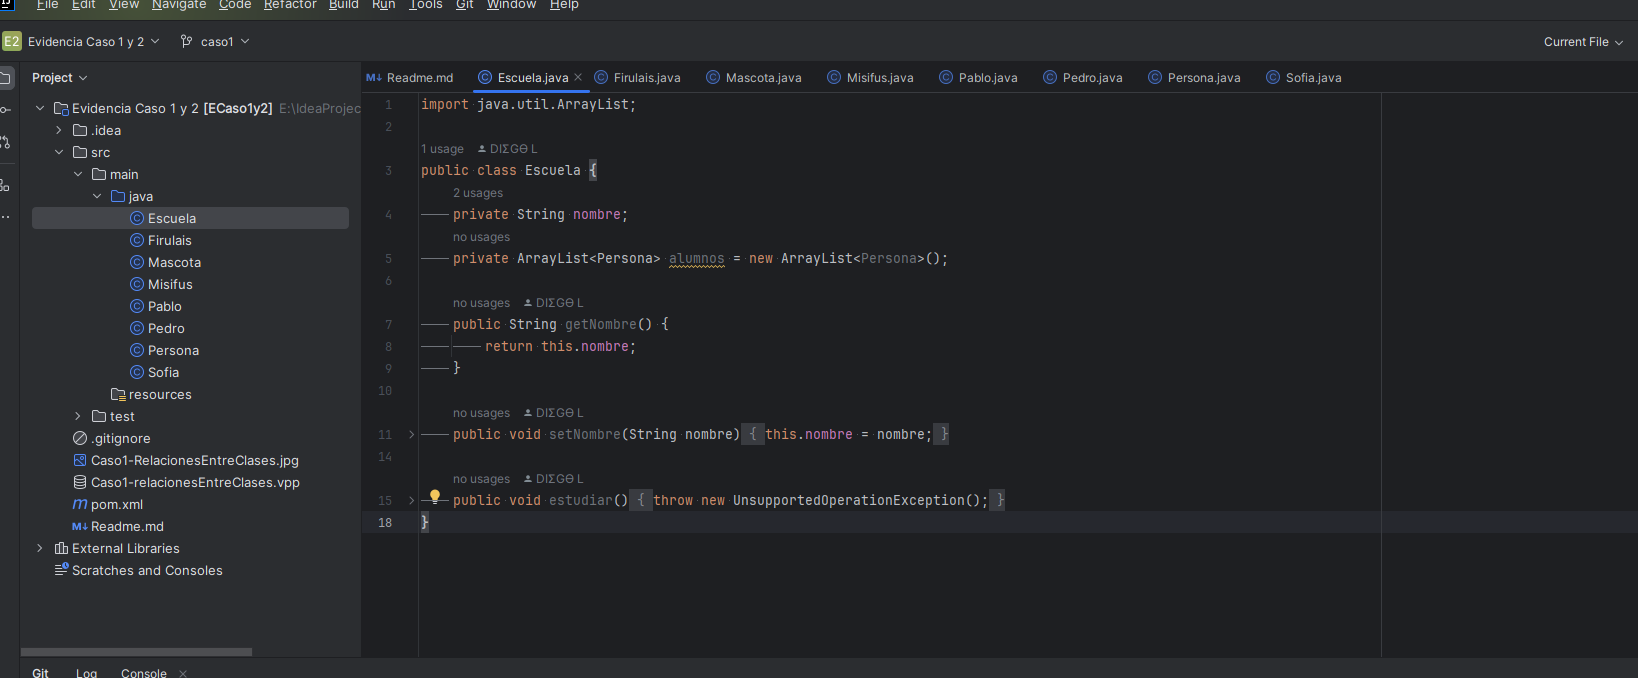 File Edit View Navigate Code Refactor Build Run Tools Git Window Help
E2 Evidencia Caso 1 y 2 caso1 Current File
Project
Readme.md Escuela.java Firulais.java Mascota.java Misifus.java Pablo.java Pedro.java Persona.java Sofia.java
Evidencia Caso 1 y 2 [ECaso1y2] E:\IdeaProjec
.idea
src
main
java
Escuela
Firulais
Mascota
Misifus
Pablo
Pedro
Persona
Sofia
resources
test
.gitignore
Caso1-RelacionesEntreClases.jpg
Caso1-relacionesEntreClases.vpp
pom.xml
Readme.md
External Libraries
Scratches and Consoles
1 import java.util.ArrayList;
2
1 usage DIΣGΘ L
3 public class Escuela {
2 usages
4 private String nombre;
no usages
5 private ArrayList<Persona> alumnos = new ArrayList<Persona>();
6
no usages DIΣGΘ L
7 public String getNombre() {
8 return this.nombre;
9 }
10
no usages DIΣGΘ L
11 public void setNombre(String nombre) { this.nombre = nombre; }
14
no usages DIΣGΘ L
15 public void estudiar() { throw new UnsupportedOperationException(); }
18 }
Git Log Console